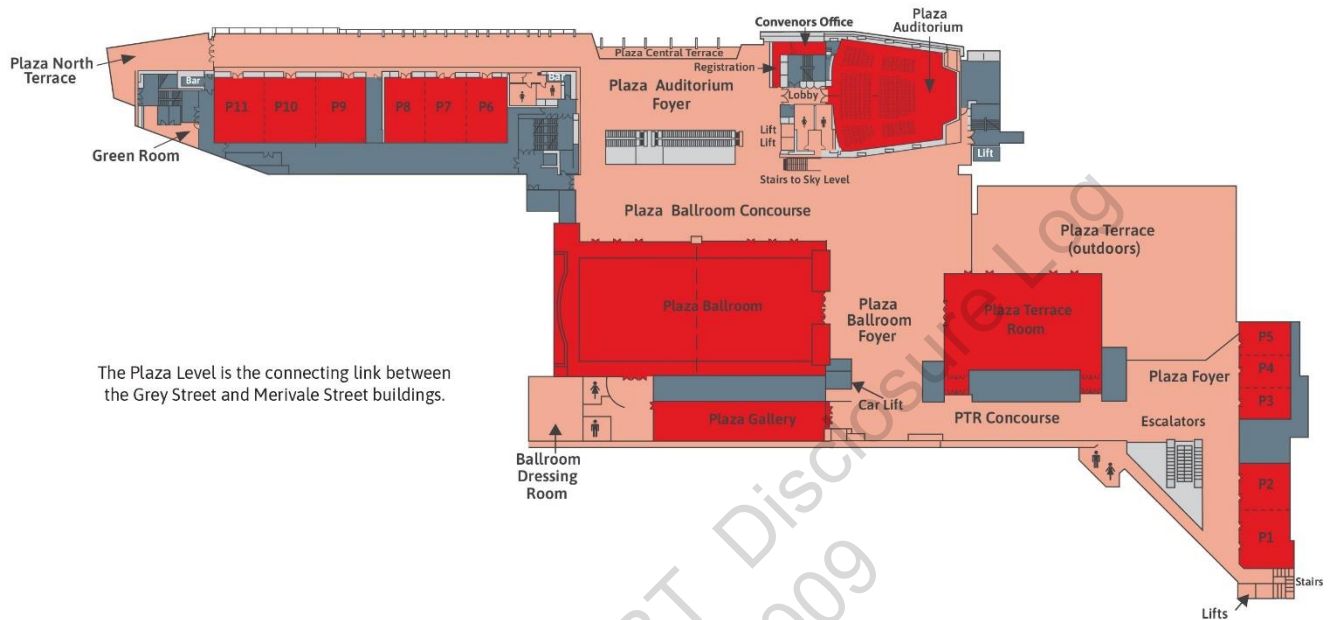 Convenors Office
Plaza
Auditorium
Plaza North
Terrace
Plaza Central Terrace
Registration
Bar
Bar
Plaza Auditorium
Foyer
Lobby
P11
P10
P9
P8
P7
P6
Green Room
Lift
Lift
Lift
Stairs to Sky Level
Plaza Ballroom Concourse
Plaza Terrace
(outdoors)
Plaza Ballroom
Plaza
Ballroom
Foyer
Plaza Terrace
Room
P5
P4
P3
Plaza Foyer
The Plaza Level is the connecting link between
the Grey Street and Merivale Street buildings.
Car Lift
Plaza Gallery
PTR Concourse
Escalators
Ballroom
Dressing
Room
P2
P1
Stairs
Lifts
Disclosure Log
009